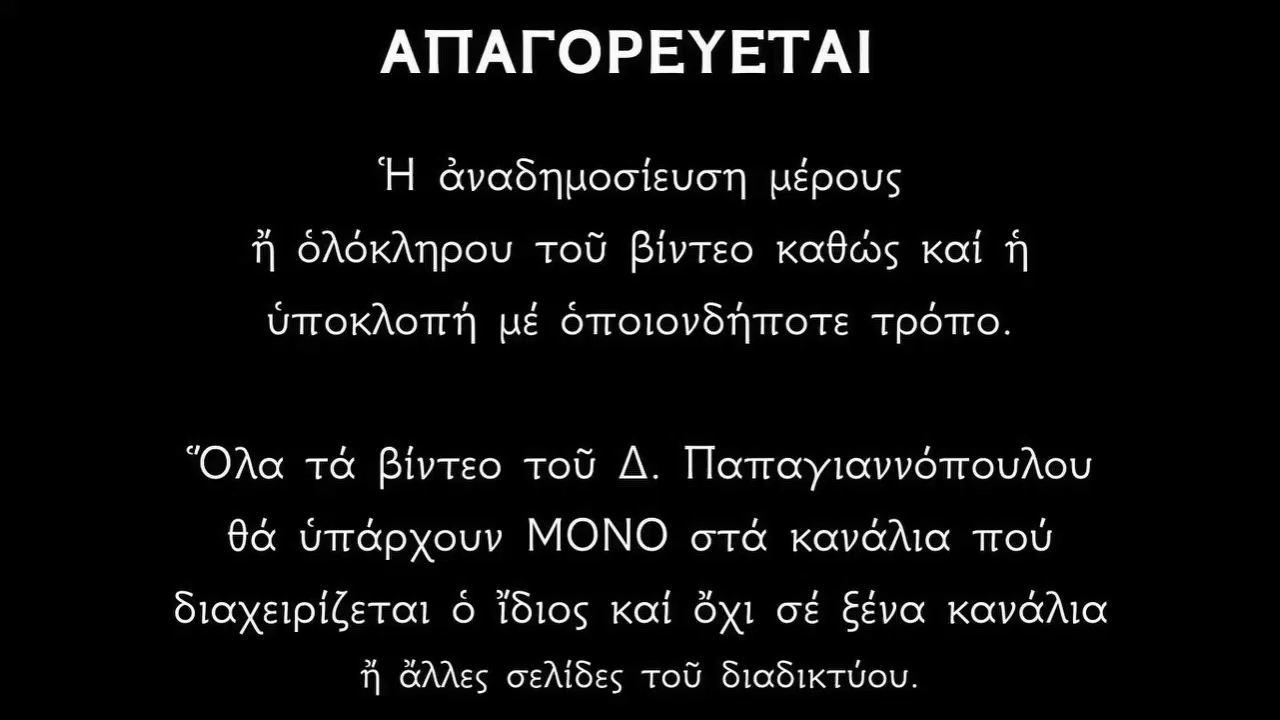 ΑΠΑΓΟΡΕΥΕΤΑΙ
Ἡ ἀναδημοσίευση μέρους
ἤ ὁλόκληρου τοῦ βίντεο καθώς καί ἡ
ὑποκλοπή μέ ὁποιονδήποτε τρόπο.
Ὅλα τά βίντεο τοῦ Δ. Παπαγιαννόπουλου
θά ὑπάρχουν ΜΟΝΟ στά κανάλια πού
διαχειρίζεται ὁ ἴδιος καί ὄχι σέ ξένα κανάλια
ἤ ἄλλες σελίδες τοῦ διαδικτύου.